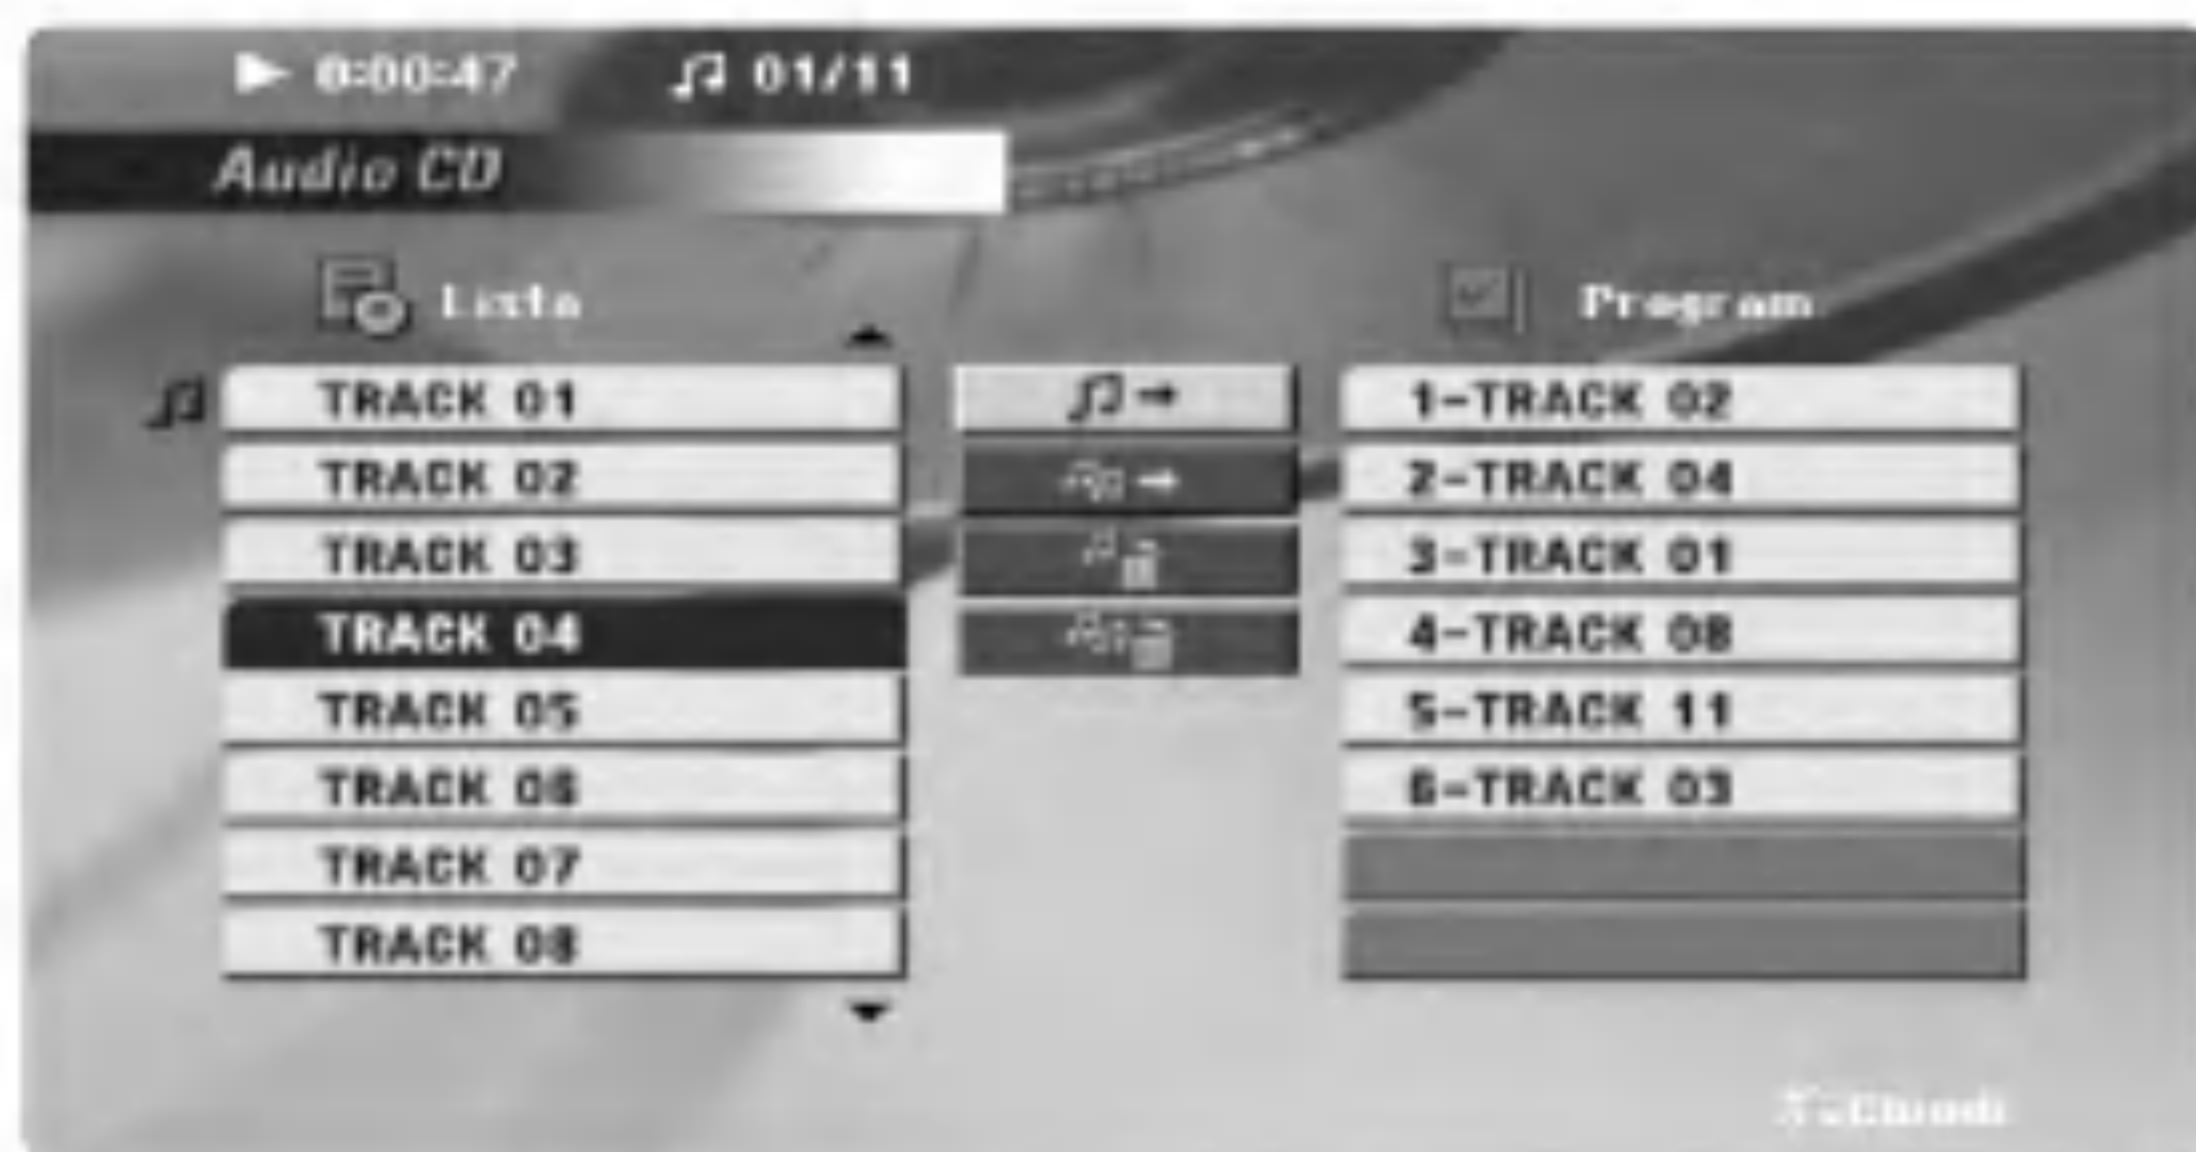 0:00:47 01/11
Audio CD
Lista
Program
TRACK 01
TRACK 02
TRACK 03
TRACK 04
TRACK 05
TRACK 06
TRACK 07
TRACK 08
1-TRACK 02
2-TRACK 04
3-TRACK 01
4-TRACK 08
5-TRACK 11
6-TRACK 03
Chiudi